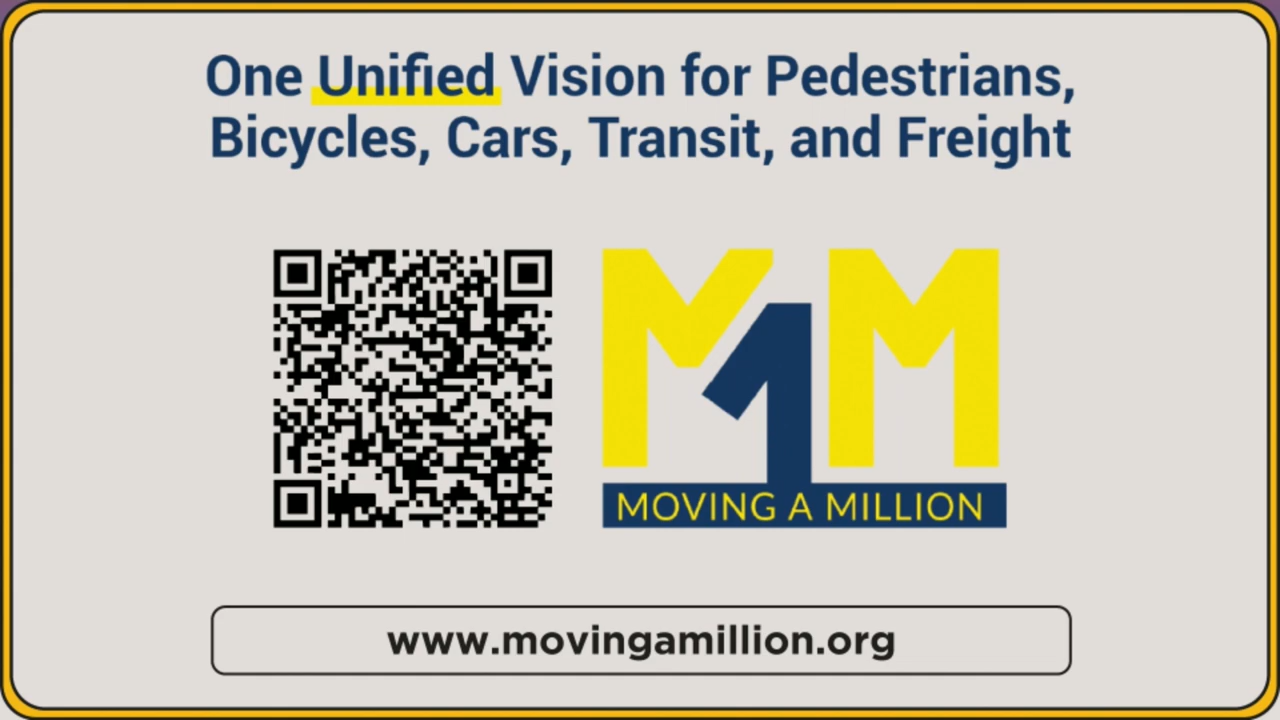 One Unified Vision for Pedestrians,
Bicycles, Cars, Transit, and Freight
M1M
MOVING A MILLION
www.movingamillion.org